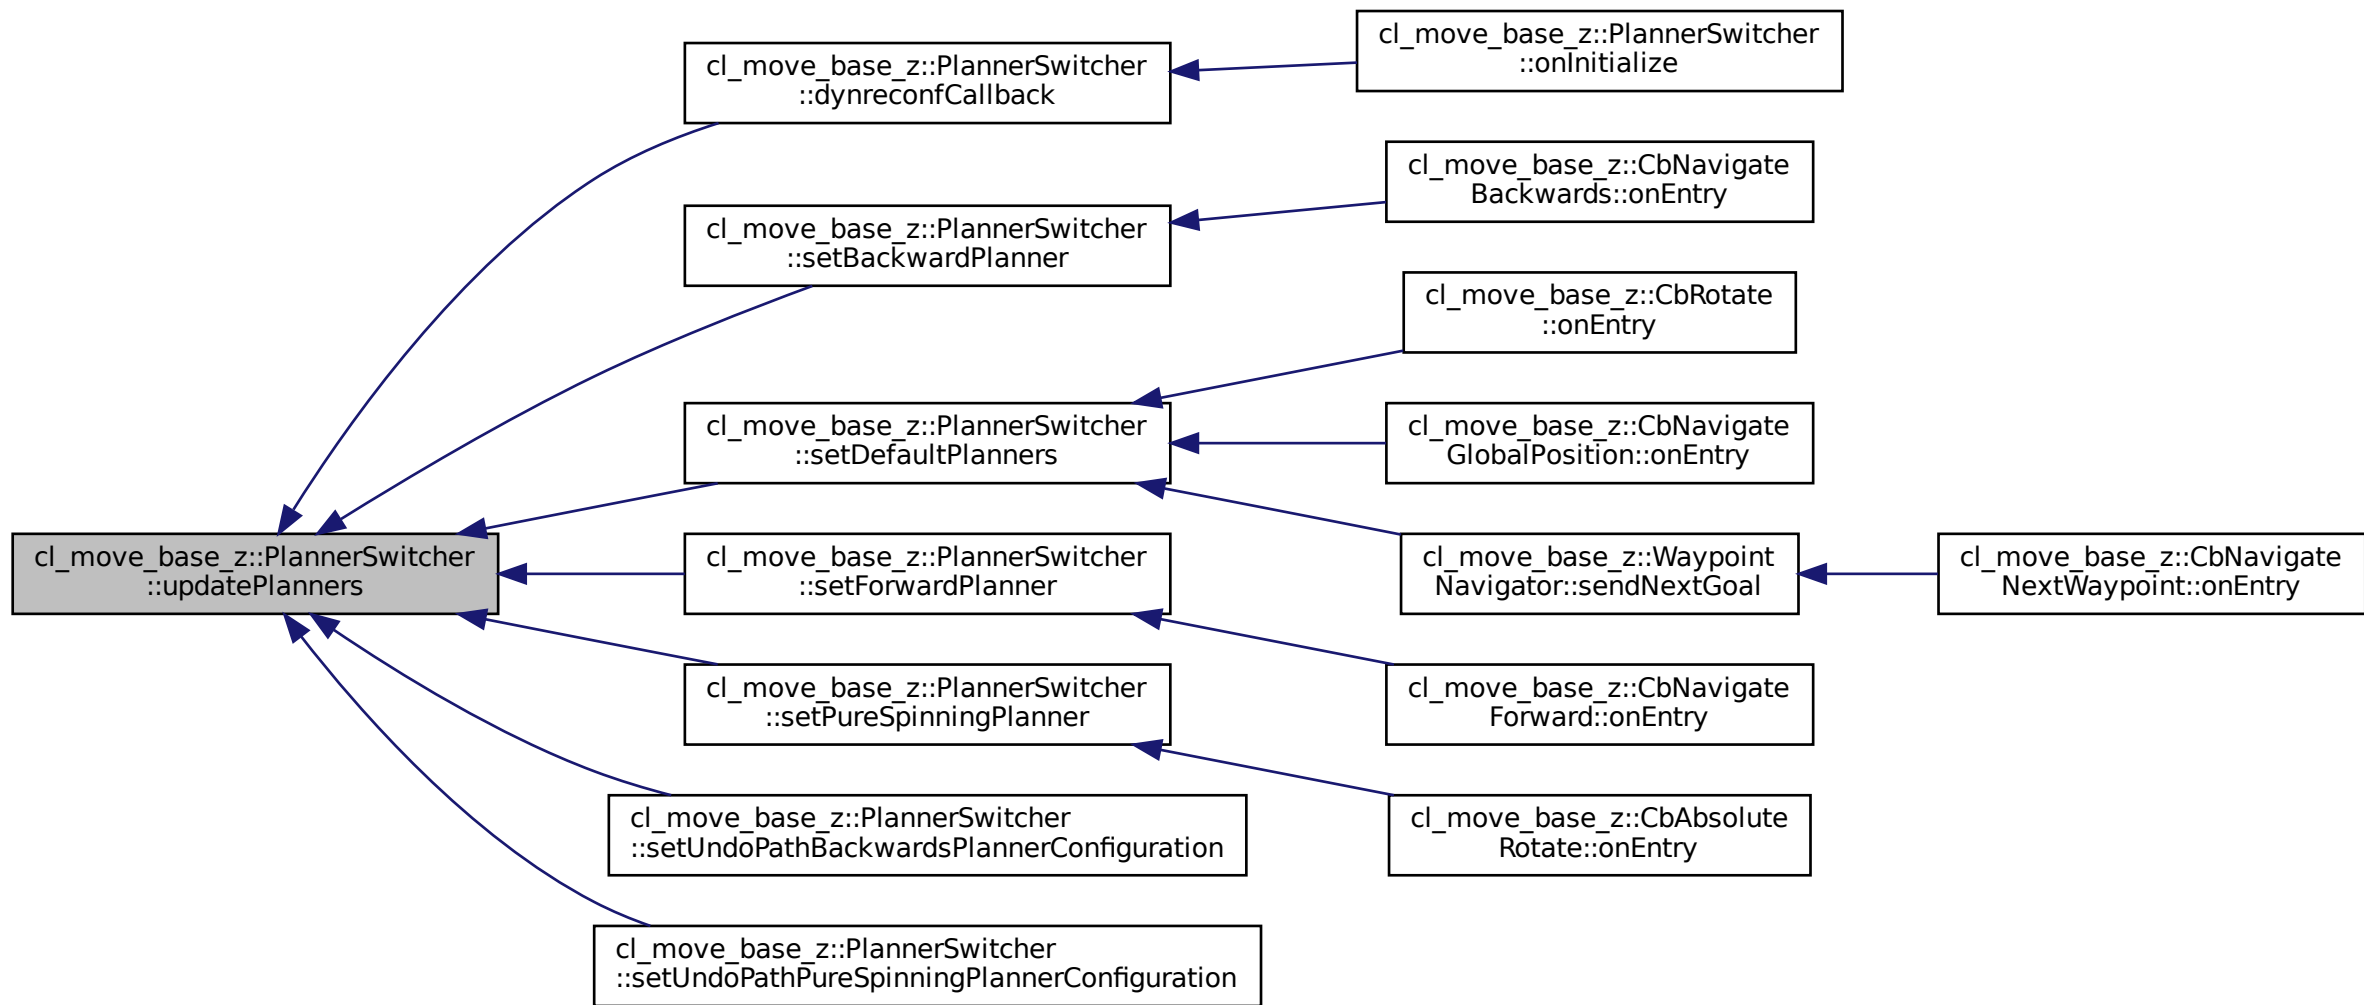 cl_move_base_z::PlannerSwitcher
::updatePlanners
cl_move_base_z::PlannerSwitcher
::dynreconfCallback
cl_move_base_z::PlannerSwitcher
::onInitialize
cl_move_base_z::PlannerSwitcher
::setBackwardPlanner
cl_move_base_z::CbNavigate
Backwards::onEntry
cl_move_base_z::PlannerSwitcher
::setDefaultPlanners
cl_move_base_z::CbRotate
::onEntry
cl_move_base_z::CbNavigate
GlobalPosition::onEntry
cl_move_base_z::Waypoint
Navigator::sendNextGoal
cl_move_base_z::CbNavigate
NextWaypoint::onEntry
cl_move_base_z::PlannerSwitcher
::setForwardPlanner
cl_move_base_z::CbNavigate
Forward::onEntry
cl_move_base_z::PlannerSwitcher
::setPureSpinningPlanner
cl_move_base_z::CbAbsolute
Rotate::onEntry
cl_move_base_z::PlannerSwitcher
::setUndoPathBackwardsPlannerConfiguration
cl_move_base_z::PlannerSwitcher
::setUndoPathPureSpinningPlannerConfiguration